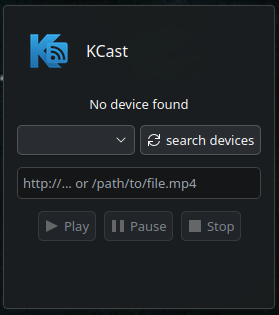 KCast
No device found
search devices
http://... or /path/to/file.mp4
Play Pause Stop